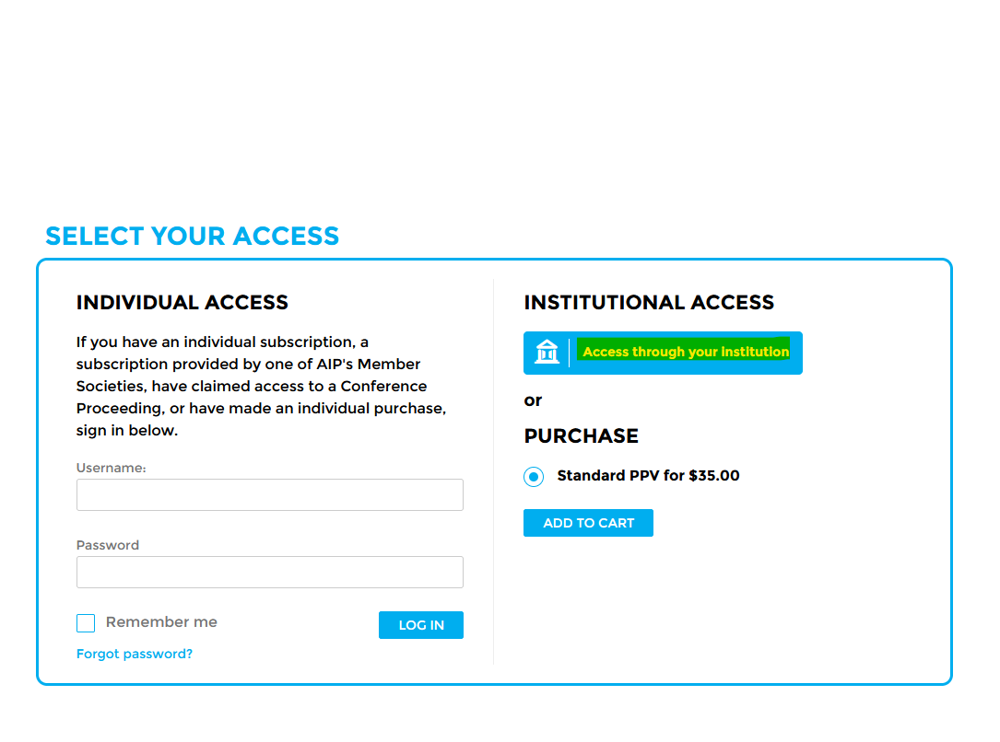 SELECT YOUR ACCESS
INDIVIDUAL ACCESS
If you have an individual subscription, a
subscription provided by one of AIP's Member
Societies, have claimed access to a Conference
Proceeding, or have made an individual purchase,
sign in below.
Username:
Password
Remember me
LOG IN
Forgot password?
INSTITUTIONAL ACCESS
Access through your institution
or
PURCHASE
Standard PPV for $35.00
ADD TO CART